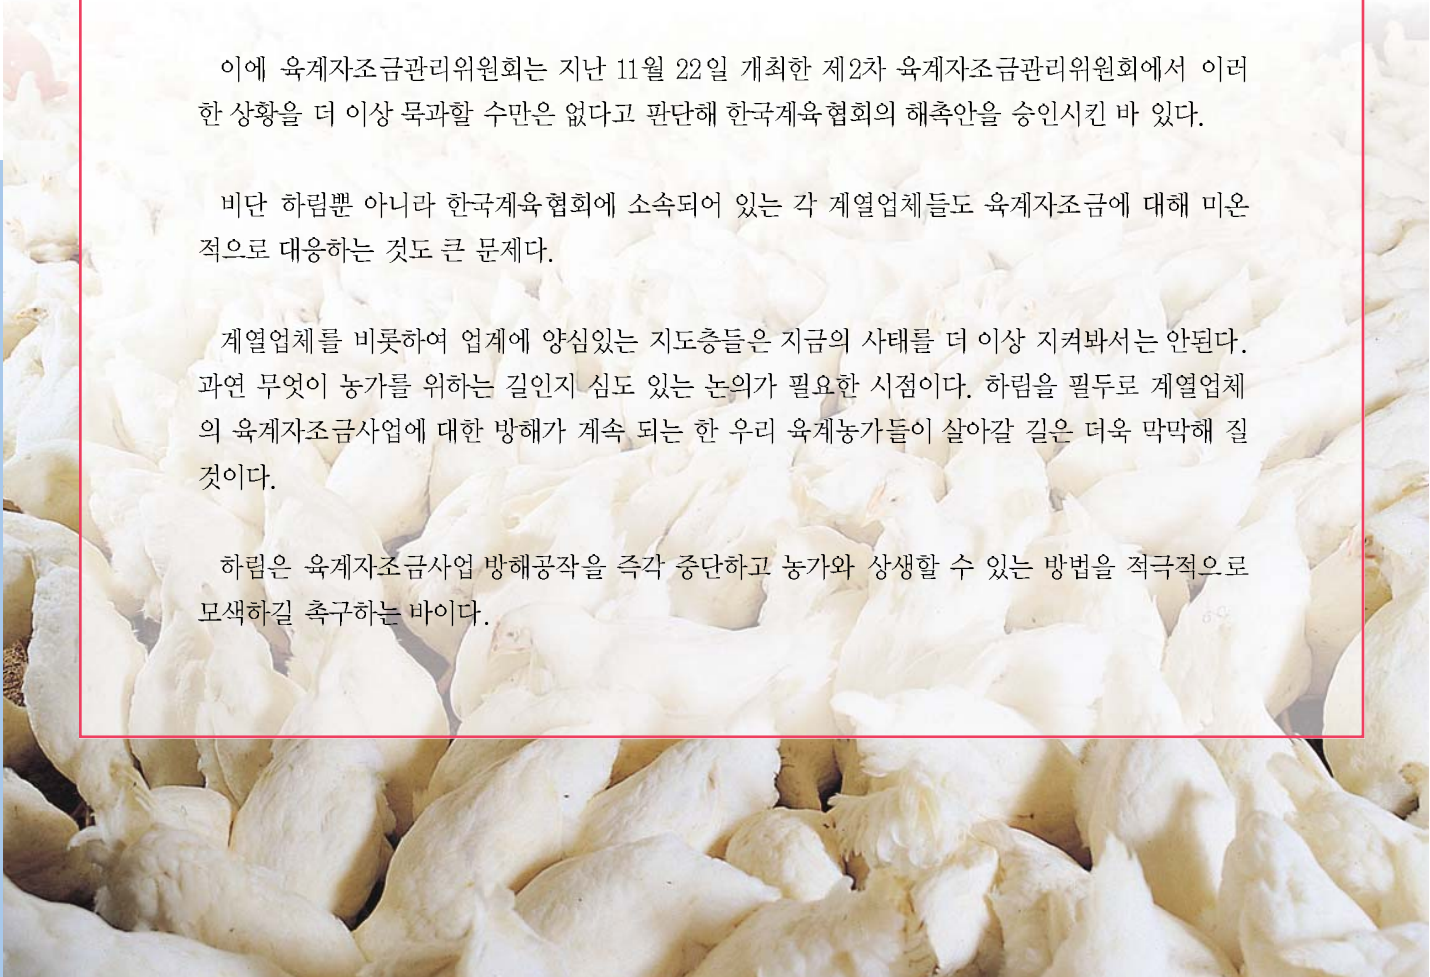 이에 육계자조금관리위원회는 지난 11월 22일 개최한 제2차 육계자조금관리위원회에서 이러
한 상황을 더 이상 묵과할 수만은 없다고 판단해 한국계육협회의 해촉안을 승인시킨 바 있다.
비단 하림뿐 아니라 한국계육협회에 소속되어 있는 각 계열업체들도 육계자조금에 대해 미온
적으로 대응하는 것도 큰 문제다.
계열업체를 비롯하여 업계에 양심있는 지도층들은 지금의 사태를 더 이상 지켜봐서는 안된다.
과연 무엇이 농가를 위하는 길인지 심도 있는 논의가 필요한 시점이다. 하림을 필두로 계열업체
의 육계자조금사업에 대한 방해가 계속 되는 한 우리 육계농가들이 살아갈 길은 더욱 막막해 질
것이다.
하림은 육계자조금사업 방해공작을 즉각 중단하고 농가와 상생할 수 있는 방법을 적극적으로
모색하길 촉구하는 바이다.